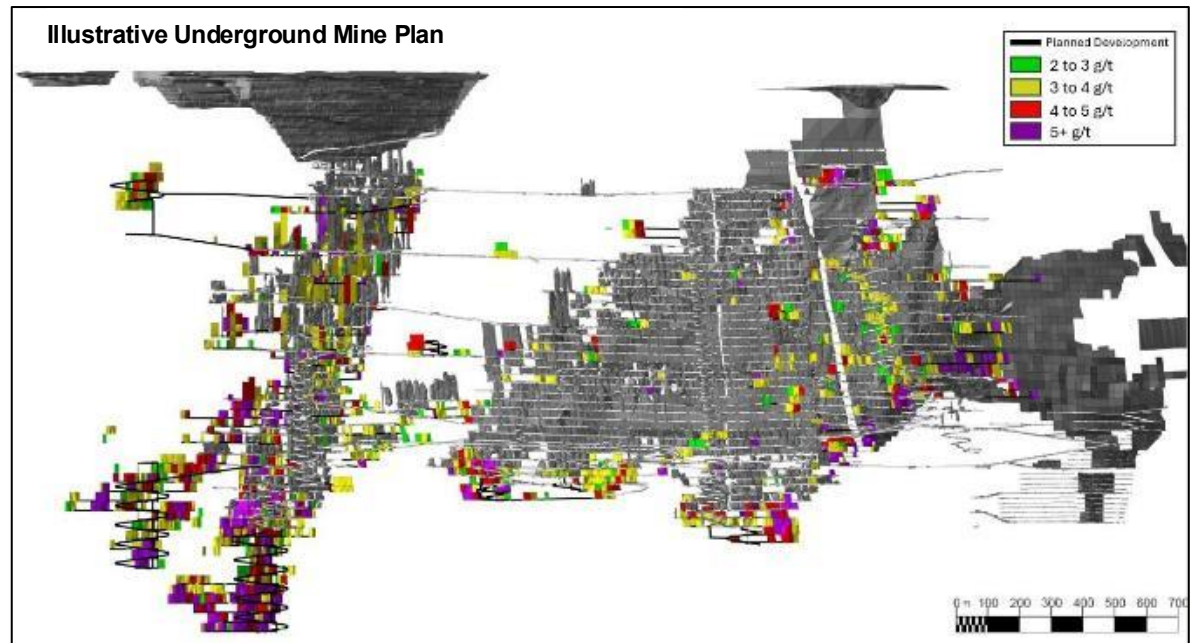 Illustrative Underground Mine Plan
Planned Development
2 to 3 g/t
3 to 4 g/t
4 to 5 g/t
5+ g/t
0 m 100 200 300 400 500 600 700